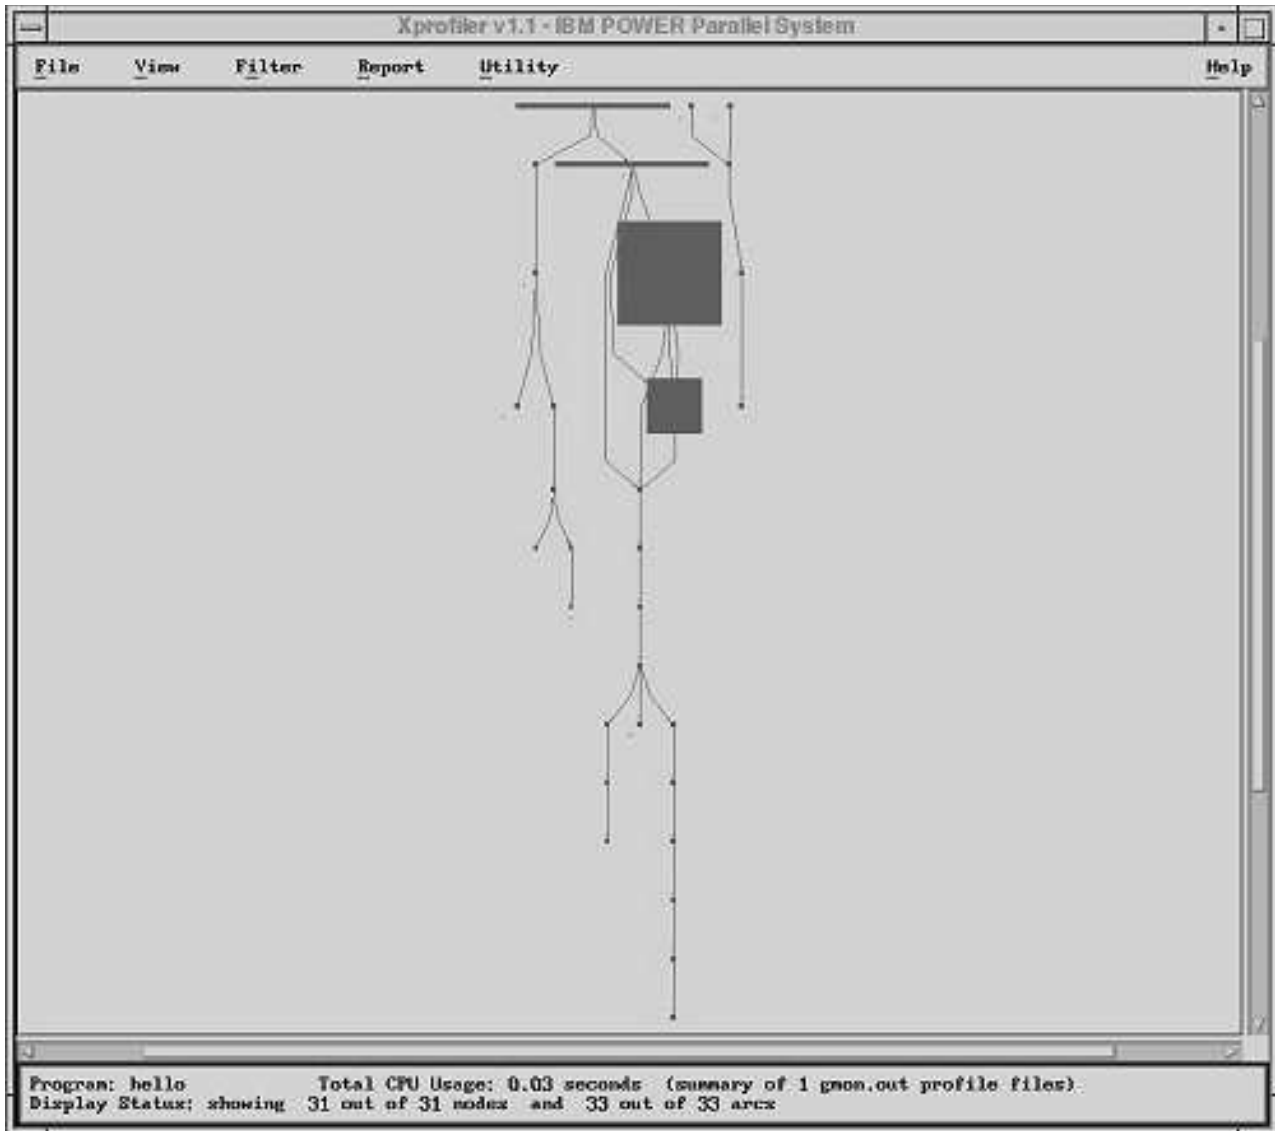 Xprofiler v1.1 - IBM POWER Parallel System
File View Filter Report Utility Help
Program: hello Total CPU Usage: 0.03 seconds (summary of 1 gmon.out profile files)
Display Status: showing 31 out of 31 nodes and 33 out of 33 arcs